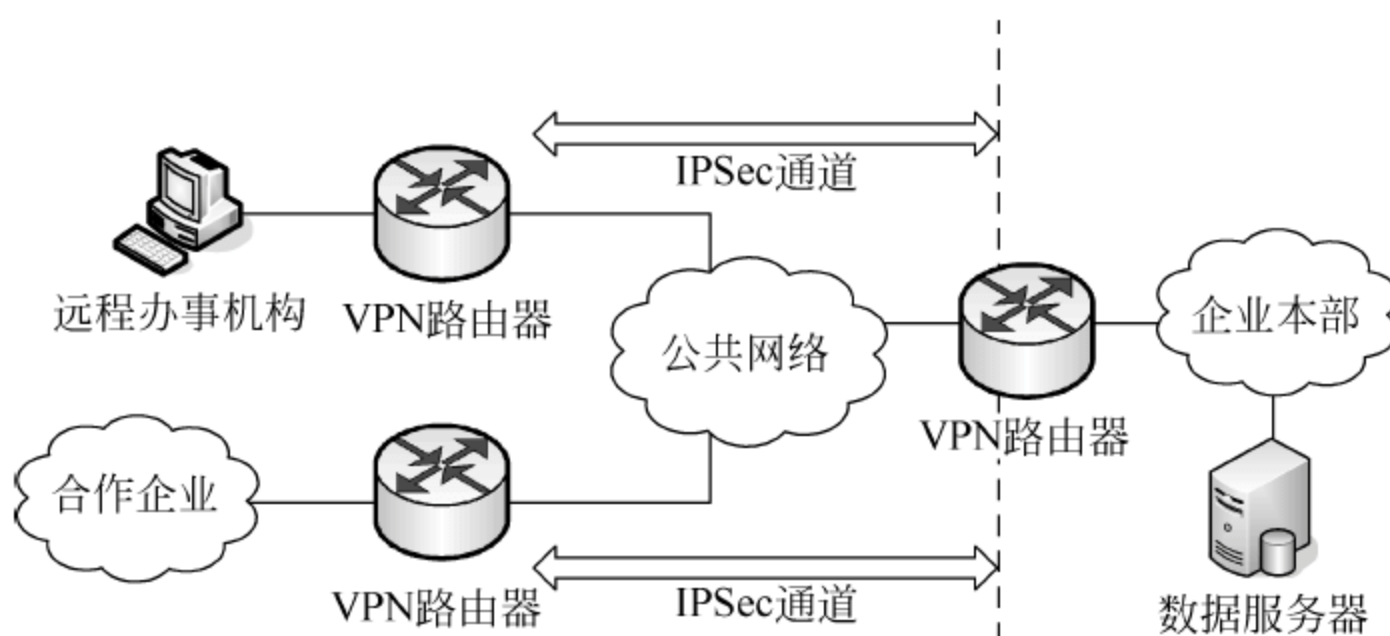 IPSec通道
远程办事机构
VPN路由器
公共网络
企业本部
VPN路由器
合作企业
VPN路由器
IPSec通道
数据服务器